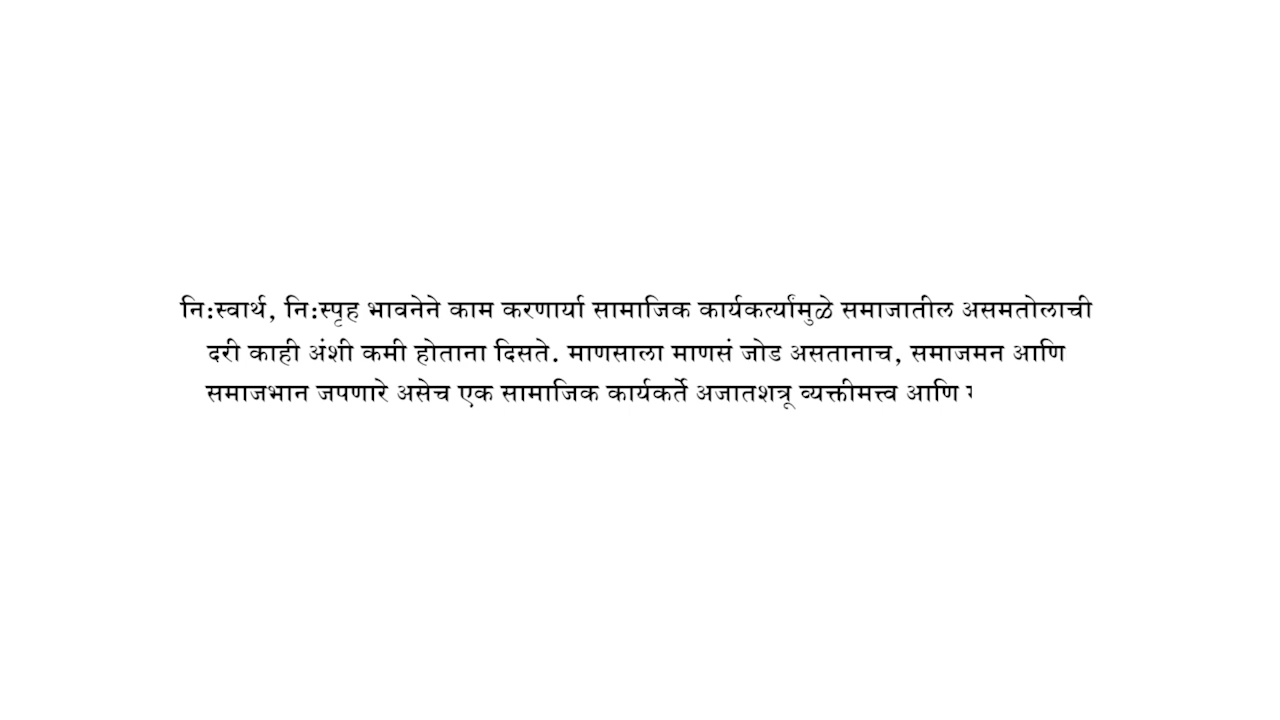 नि:स्वार्थ, नि:स्पृह भावनेने काम करणार्या सामाजिक कार्यकर्त्यांमुळे समाजातील असमतोलाची
दरी काही अंशी कमी होताना दिसते. माणसाला माणसं जोड असतानाच, समाजमन आणि
समाजभान जपणारे असेच एक सामाजिक कार्यकर्ते अजातशत्रू व्यक्तीमत्त्व आणि